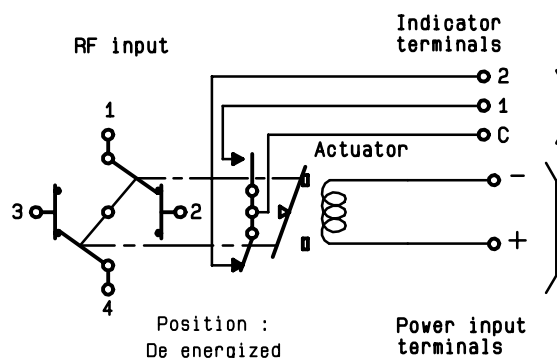 Indicator
terminals
RF input
2
1
C
1
Actuator
-
3
2
+
4
Position :
De energized
Power input
terminals